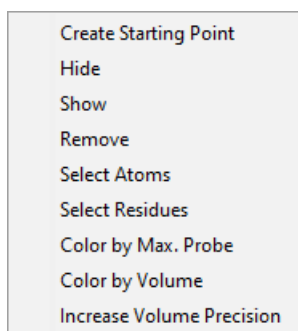 Create Starting Point
Hide
Show
Remove
Select Atoms
Select Residues
Color by Max. Probe
Color by Volume
Increase Volume Precision